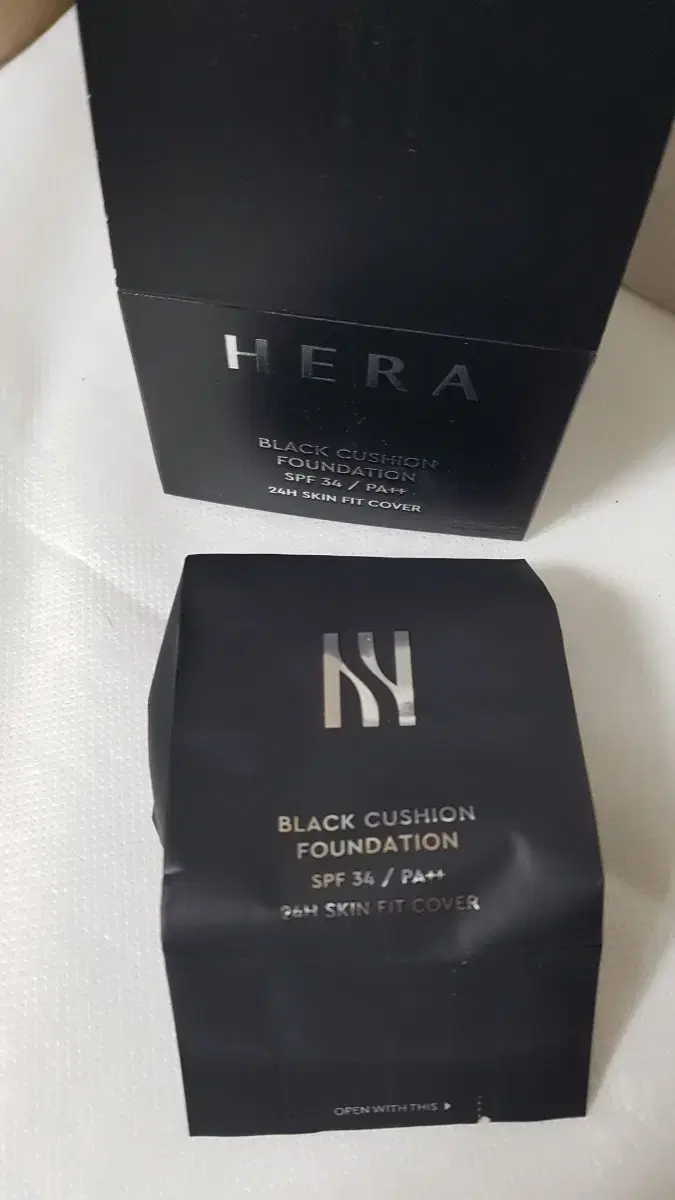 HERA
BLACK CUSHION
FOUNDATION
SPF 34 / PA++
24H SKIN FIT COVER
BLACK CUSHION
FOUNDATION
SPF 34 / PA++
24H SKIN FIT COVER
OPEN WITH THIS ▶